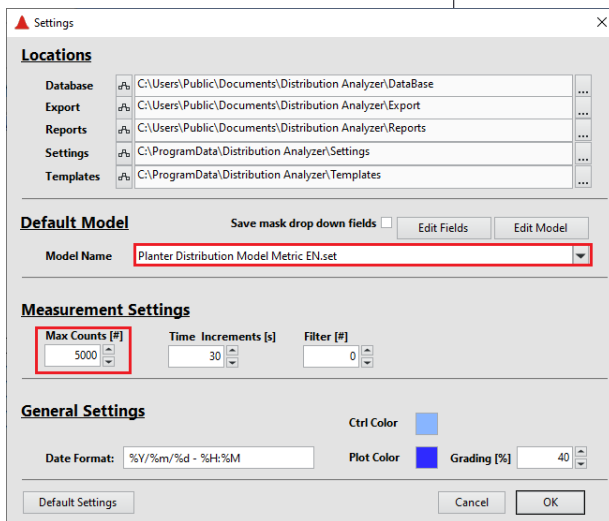 Settings
Locations
Database C:\Users\Public\Documents\Distribution Analyzer\DataBase ...
Export C:\Users\Public\Documents\Distribution Analyzer\Export ...
Reports C:\Users\Public\Documents\Distribution Analyzer\Reports ...
Settings C:\ProgramData\Distribution Analyzer\Settings ...
Templates C:\ProgramData\Distribution Analyzer\Templates ...
Default Model Save mask drop down fields Edit Fields Edit Model
Model Name Planter Distribution Model Metric EN.set
Measurement Settings
Max Counts [#] Time Increments [s] Filter [#]
5000 30 0
General Settings
Ctrl Color
Date Format: %Y/%m/%d - %H:%M Plot Color Grading [%] 40
Default Settings Cancel OK